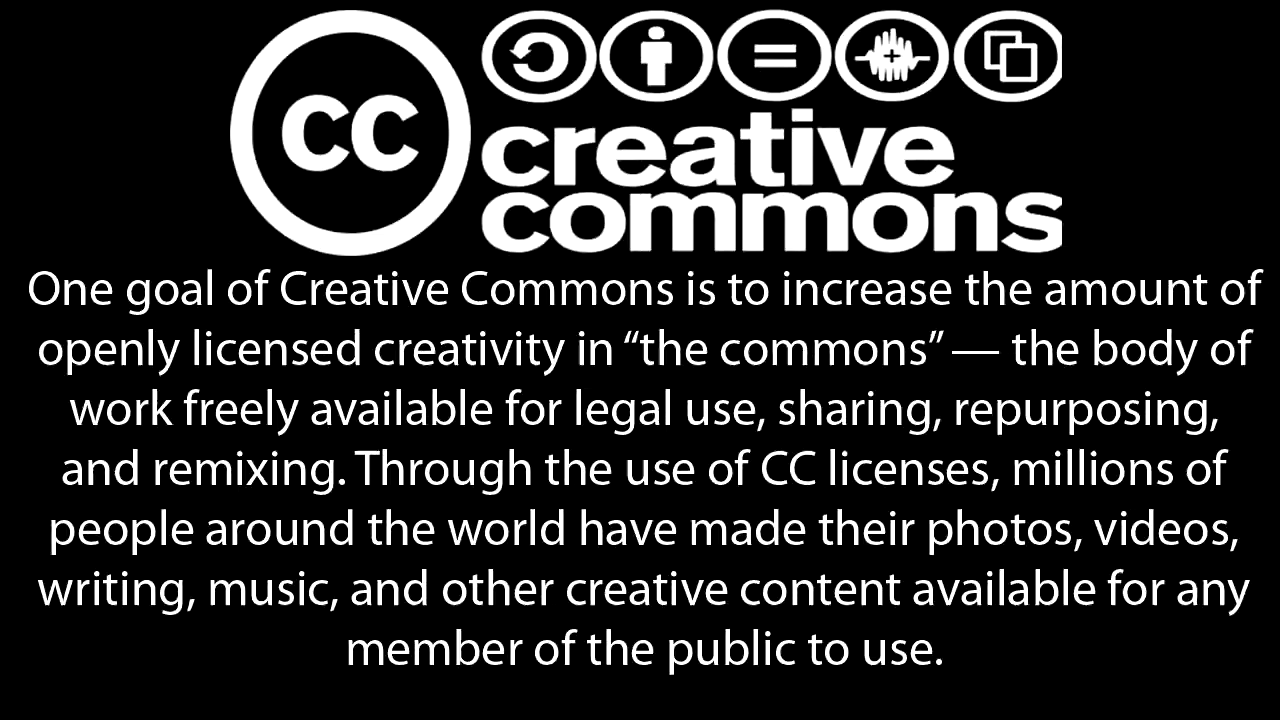 cc
creative
commons
One goal of Creative Commons is to increase the amount of
openly licensed creativity in “the commons” — the body of
work freely available for legal use, sharing, repurposing,
and remixing. Through the use of CC licenses, millions of
people around the world have made their photos, videos,
writing, music, and other creative content available for any
member of the public to use.